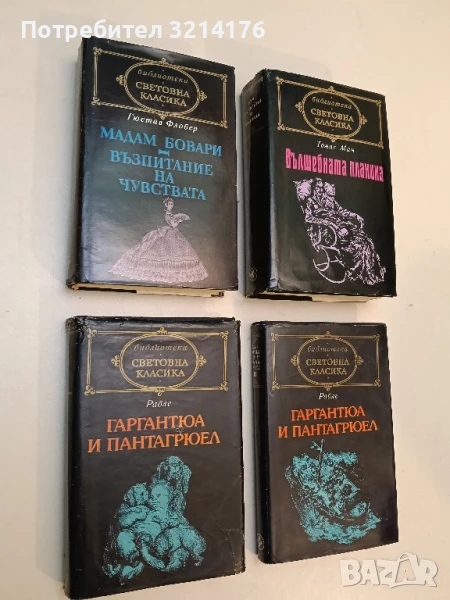 Потребител 3214176
библиотека
СВЕТОВНА
КЛАСИКА
Гюстав Флобер
МАДАМ БОВАРИ
ВЪЗПИТАНИЕ
НА
ЧУВСТВАТА
библиотека
СВЕТОВНА
КЛАСИКА
Томас Ман
Вълшебната планина
библиотека
СВЕТОВНА
КЛАСИКА
Рабле
ГАРГАНТЮА
И ПАНТАГРЮЕЛ
библиотека
СВЕТОВНА
КЛАСИКА
Рабле
ГАРГАНТЮА
И ПАНТАГРЮЕЛ
BAZAR